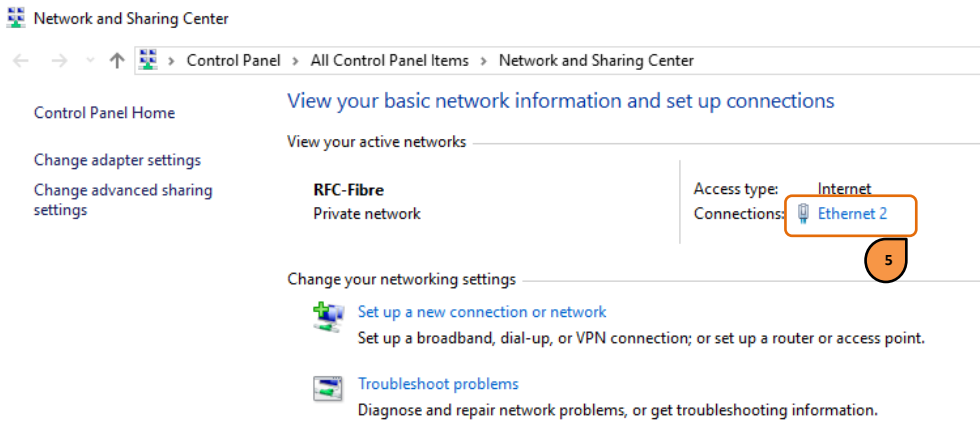 Network and Sharing Center
Control Panel > All Control Panel Items > Network and Sharing Center
Control Panel Home
Change adapter settings
Change advanced sharing
settings
View your basic network information and set up connections
View your active networks
RFC-Fibre
Private network
Access type: Internet
Connections: Ethernet 2
5
Change your networking settings
Set up a new connection or network
Set up a broadband, dial-up, or VPN connection; or set up a router or access point.
Troubleshoot problems
Diagnose and repair network problems, or get troubleshooting information.